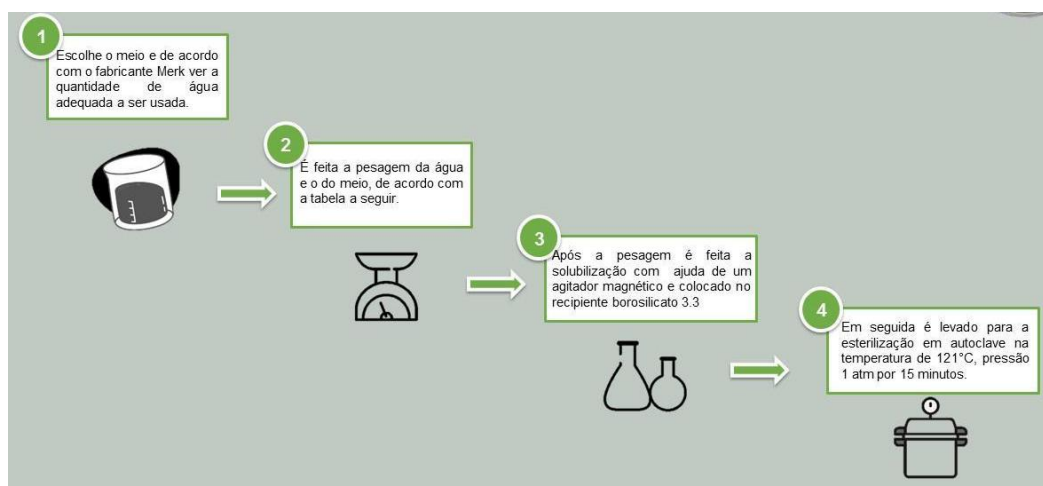 1
Escolhe o meio e de acordo
com o fabricante Merk ver a
quantidade de água
adequada a ser usada.
2
É feita a pesagem da água
e o do meio, de acordo com
a tabela a seguir.
3
Após a pesagem é feita a
solubilização com ajuda de um
agitador magnético e colocado no
recipiente borosilicato 3.3
4
Em seguida é levado para a
esterilização em autoclave na
temperatura de 121°C, pressão
1 atm por 15 minutos.